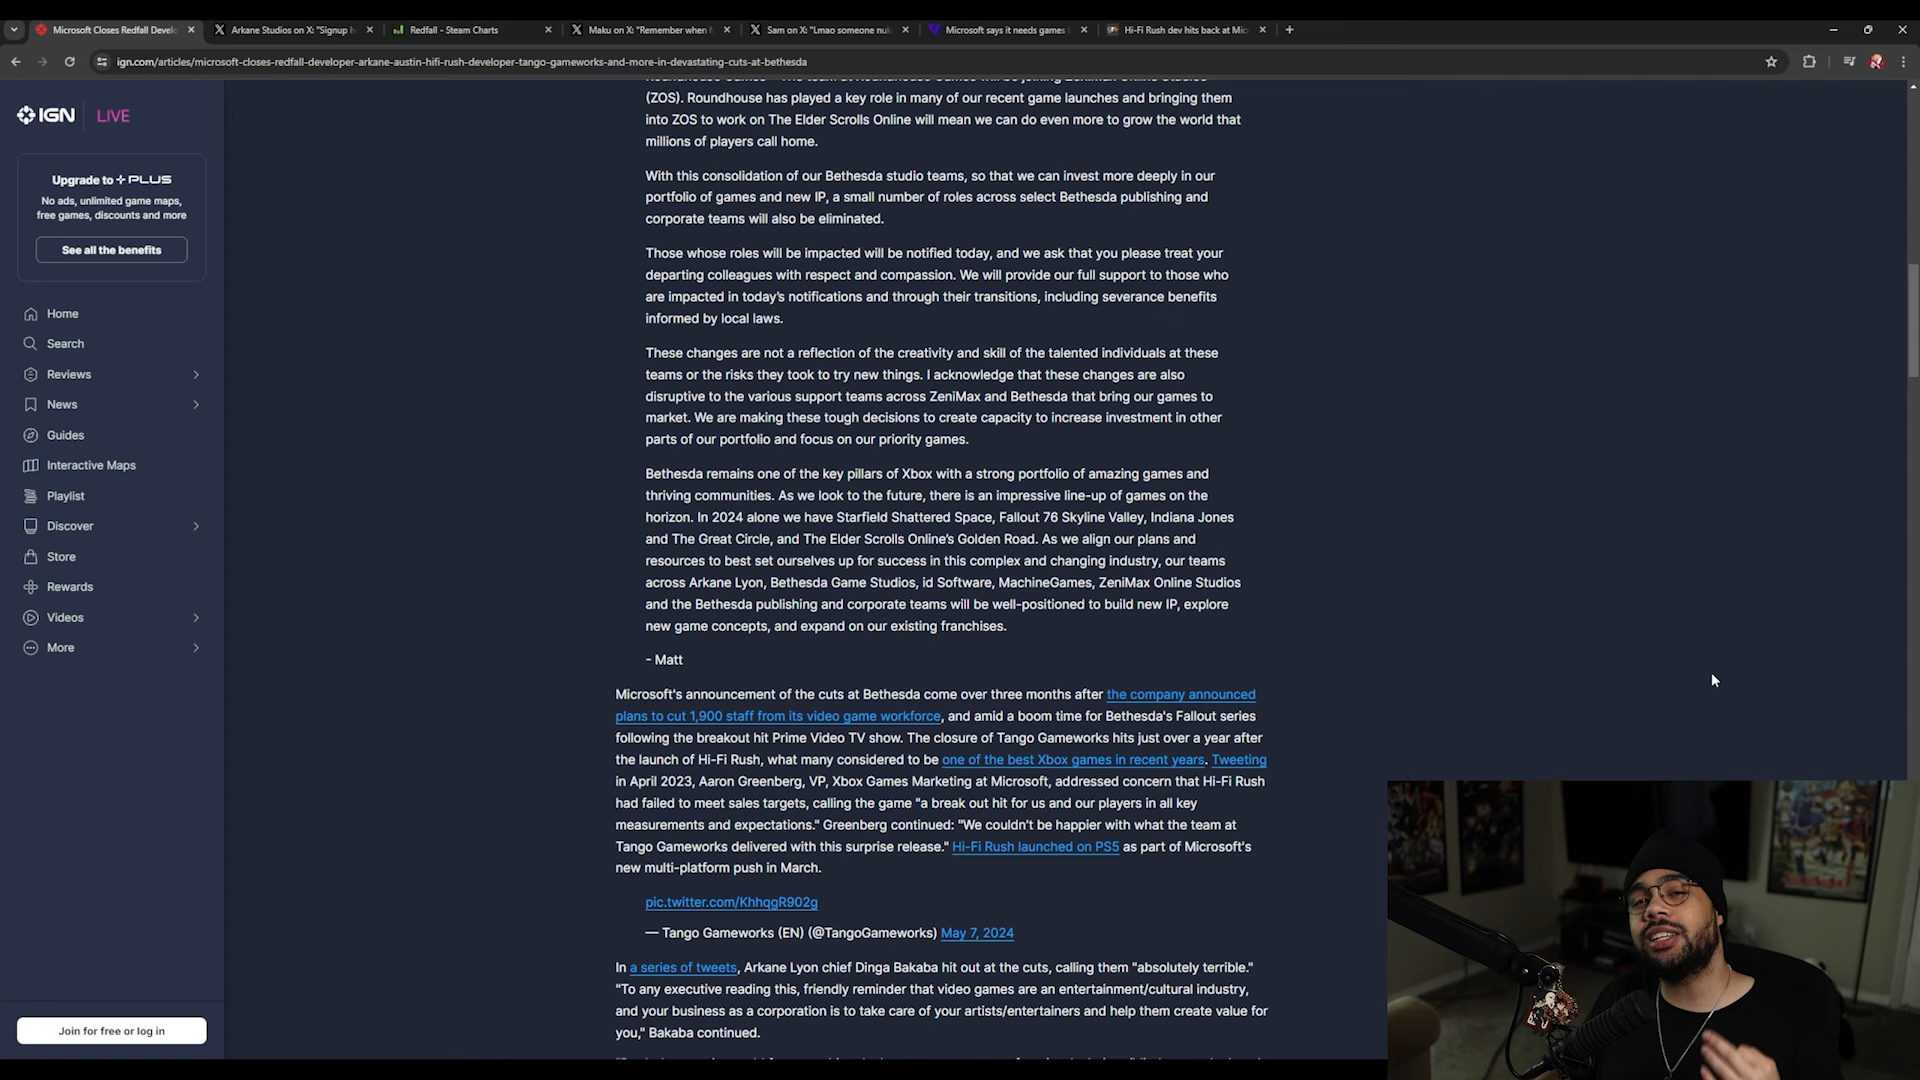 Microsoft Closes Redfall Develo
Arkane Studios on X: "Signup h
Redfall - Steam Charts
Maku on X: "Remember when M
Sam on X: "Lmao someone nuk
Microsoft says it needs games l
Hi-Fi Rush dev hits back at Mic
ign.com/articles/microsoft-closes-redfall-developer-arkane-austin-hifi-rush-developer-tango-gameworks-and-more-in-devastating-cuts-at-bethesda
IGN LIVE
Upgrade to PLUS
No ads, unlimited game maps,
free games, discounts and more
See all the benefits
Home
Search
Reviews
News
Guides
Interactive Maps
Playlist
Discover
Store
Rewards
Videos
More
Join for free or log in
Roundhouse Games - The team at Roundhouse Games will be joining ZeniMax Online Studios
(ZOS). Roundhouse has played a key role in many of our recent game launches and bringing them
into ZOS to work on The Elder Scrolls Online will mean we can do even more to grow the world that
millions of players call home.
With this consolidation of our Bethesda studio teams, so that we can invest more deeply in our
portfolio of games and new IP, a small number of roles across select Bethesda publishing and
corporate teams will also be eliminated.
Those whose roles will be impacted will be notified today, and we ask that you please treat your
departing colleagues with respect and compassion. We will provide our full support to those who
are impacted in today's notifications and through their transitions, including severance benefits
informed by local laws.
These changes are not a reflection of the creativity and skill of the talented individuals at these
teams or the risks they took to try new things. I acknowledge that these changes are also
disruptive to the various support teams across ZeniMax and Bethesda that bring our games to
market. We are making these tough decisions to create capacity to increase investment in other
parts of our portfolio and focus on our priority games.
Bethesda remains one of the key pillars of Xbox with a strong portfolio of amazing games and
thriving communities. As we look to the future, there is an impressive line-up of games on the
horizon. In 2024 alone we have Starfield Shattered Space, Fallout 76 Skyline Valley, Indiana Jones
and The Great Circle, and The Elder Scrolls Online's Golden Road. As we align our plans and
resources to best set ourselves up for success in this complex and changing industry, our teams
across Arkane Lyon, Bethesda Game Studios, id Software, MachineGames, ZeniMax Online Studios
and the Bethesda publishing and corporate teams will be well-positioned to build new IP, explore
new game concepts, and expand on our existing franchises.
- Matt
Microsoft's announcement of the cuts at Bethesda come over three months after the company announced
plans to cut 1,900 staff from its video game workforce, and amid a boom time for Bethesda's Fallout series
following the breakout hit Prime Video TV show. The closure of Tango Gameworks hits just over a year after
the launch of Hi-Fi Rush, what many considered to be one of the best Xbox games in recent years. Tweeting
in April 2023, Aaron Greenberg, VP, Xbox Games Marketing at Microsoft, addressed concern that Hi-Fi Rush
had failed to meet sales targets, calling the game "a break out hit for us and our players in all key
measurements and expectations." Greenberg continued: "We couldn't be happier with what the team at
Tango Gameworks delivered with this surprise release." Hi-Fi Rush launched on PS5 as part of Microsoft's
new multi-platform push in March.
pic.twitter.com/KhhqgR902g
— Tango Gameworks (EN) (@TangoGameworks) May 7, 2024
In a series of tweets, Arkane Lyon chief Dinga Bakaba hit out at the cuts, calling them "absolutely terrible."
"To any executive reading this, friendly reminder that video games are an entertainment/cultural industry,
and your business as a corporation is to take care of your artists/entertainers and help them create value for
you," Bakaba continued.